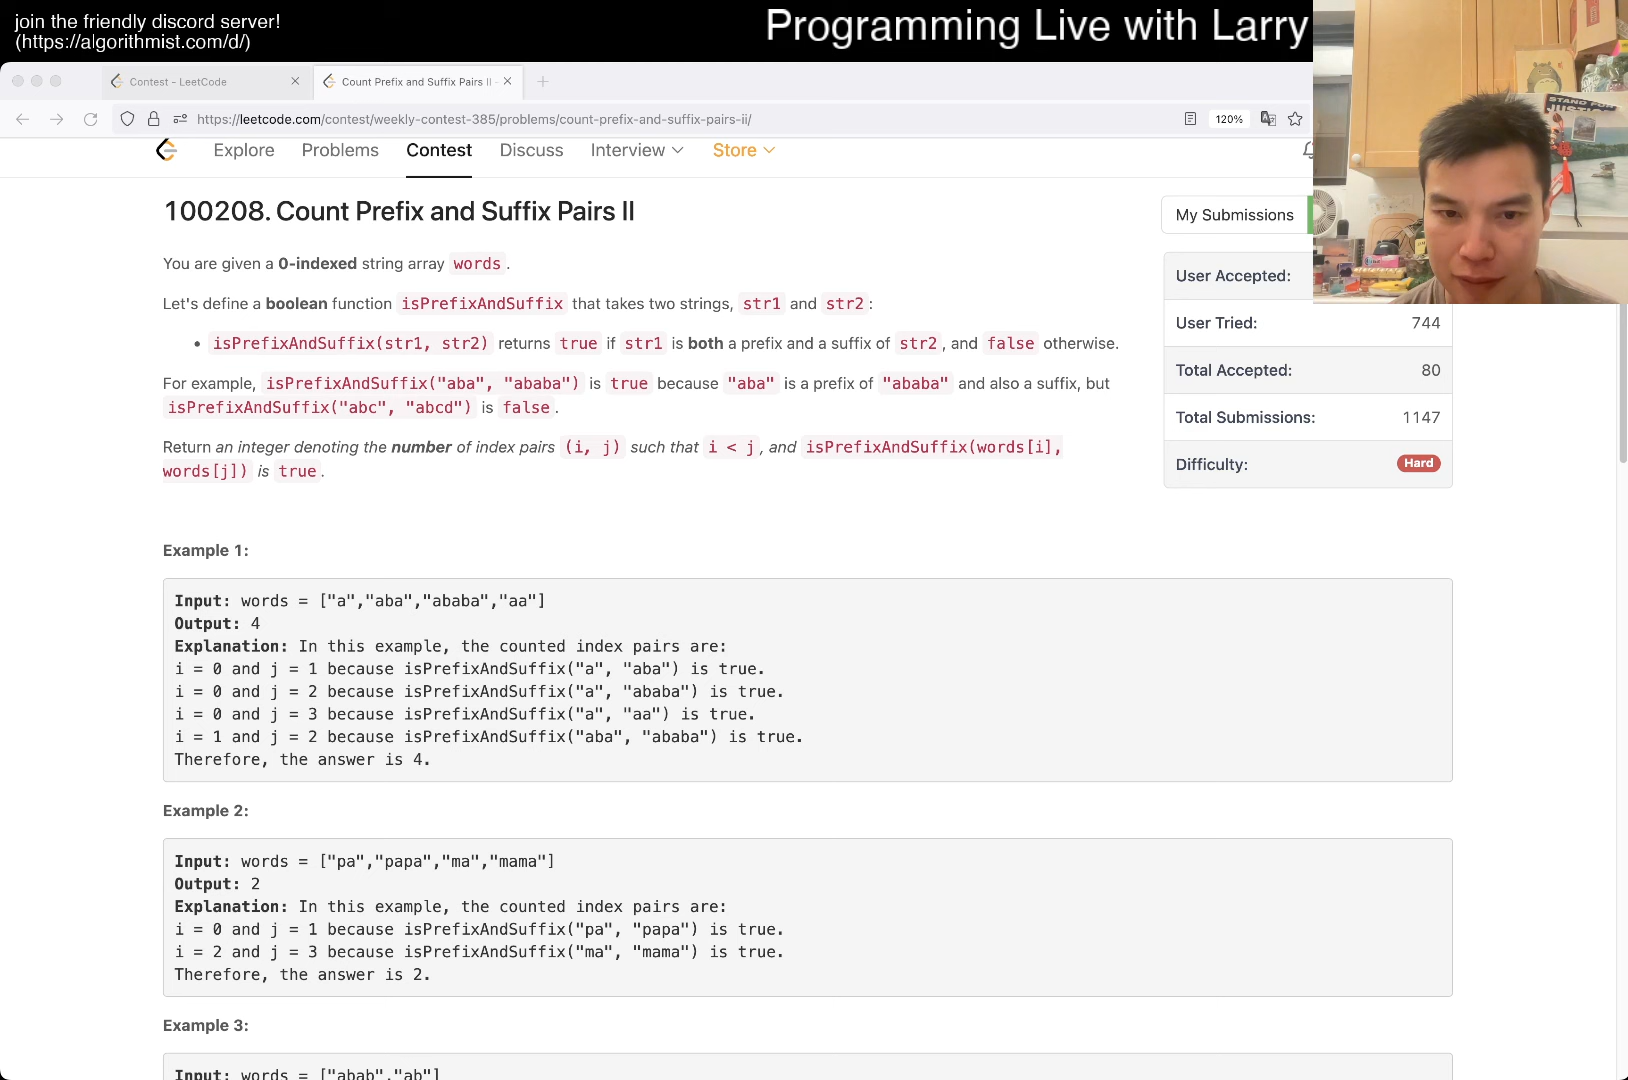 join the friendly discord server!
(https://algorithmist.com/d/)
Programming Live with Larry
Contest - LeetCode
Count Prefix and Suffix Pairs II -
https://leetcode.com/contest/weekly-contest-385/problems/count-prefix-and-suffix-pairs-ii/
120%
Explore Problems Contest Discuss Interview Store
100208. Count Prefix and Suffix Pairs II
My Submissions
You are given a 0-indexed string array words .
Let's define a boolean function isPrefixAndSuffix that takes two strings, str1 and str2 :
• isPrefixAndSuffix(str1, str2) returns true if str1 is both a prefix and a suffix of str2 , and false otherwise.
For example, isPrefixAndSuffix("aba", "ababa") is true because "aba" is a prefix of "ababa" and also a suffix, but
isPrefixAndSuffix("abc", "abcd") is false .
Return an integer denoting the number of index pairs (i, j) such that i < j , and isPrefixAndSuffix(words[i],
words[j]) is true .
User Accepted:
User Tried: 744
Total Accepted: 80
Total Submissions: 1147
Difficulty: Hard
Example 1:
Input: words = ["a","aba","ababa","aa"]
Output: 4
Explanation: In this example, the counted index pairs are:
i = 0 and j = 1 because isPrefixAndSuffix("a", "aba") is true.
i = 0 and j = 2 because isPrefixAndSuffix("a", "ababa") is true.
i = 0 and j = 3 because isPrefixAndSuffix("a", "aa") is true.
i = 1 and j = 2 because isPrefixAndSuffix("aba", "ababa") is true.
Therefore, the answer is 4.
Example 2:
Input: words = ["pa","papa","ma","mama"]
Output: 2
Explanation: In this example, the counted index pairs are:
i = 0 and j = 1 because isPrefixAndSuffix("pa", "papa") is true.
i = 2 and j = 3 because isPrefixAndSuffix("ma", "mama") is true.
Therefore, the answer is 2.
Example 3:
Input: words = ["abab","ab"]
STAND FOR
JUSTICE